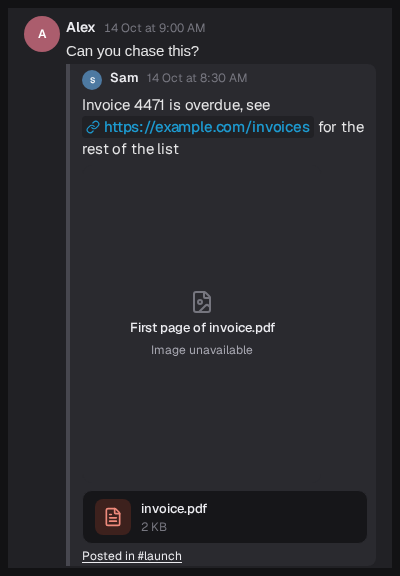 A
Alex 14 Oct at 9:00 AM
Can you chase this?
S
Sam 14 Oct at 8:30 AM
Invoice 4471 is overdue, see
https://example.com/invoices for the
rest of the list
First page of invoice.pdf
Image unavailable
invoice.pdf
2 KB
Posted in #launch